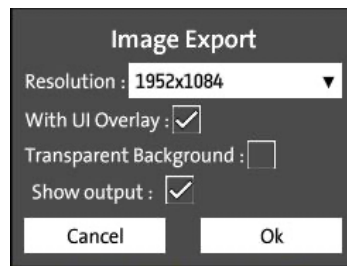 Image Export
Resolution : 1952x1084
With UI Overlay :
Transparent Background :
Show output :
Cancel Ok